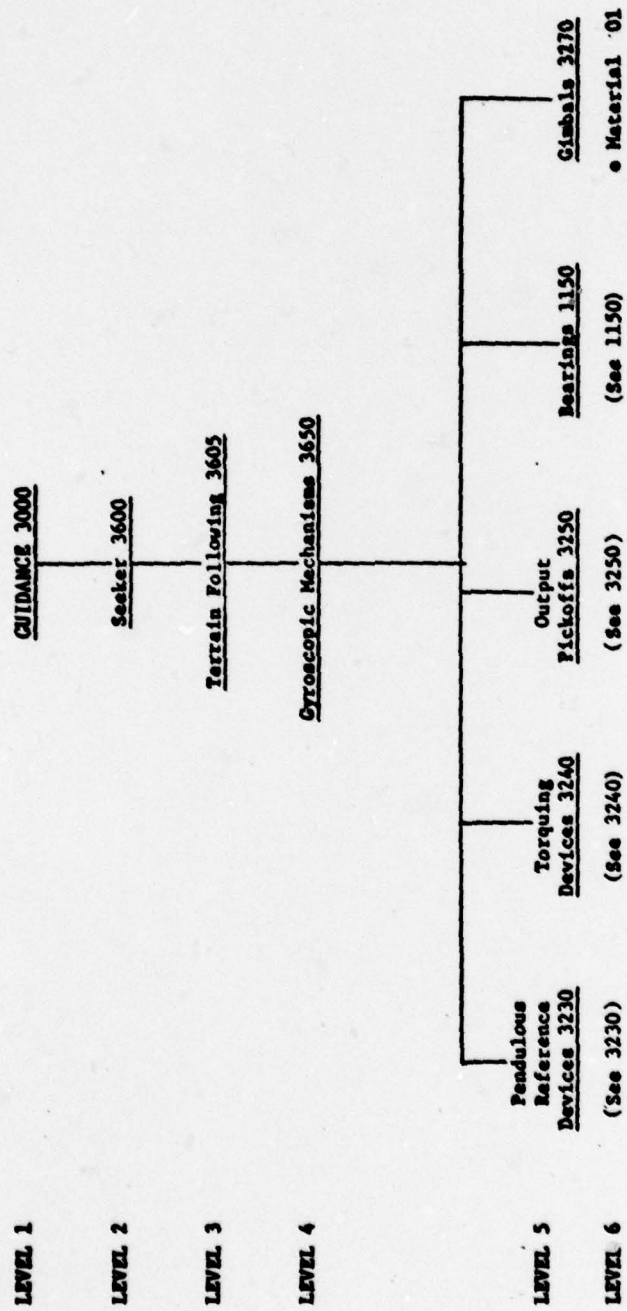 LEVEL 1
GUIDANCE 3000
LEVEL 2
Seeker 3600
LEVEL 3
Terrain Following 3605
LEVEL 4
Gyroscopic Mechanisms 3650
LEVEL 5
Pendulous
Reference
Devices 3230
Torquing
Devices 3240
Output
Pickoffs 3250
Bearings 1150
Gimbals 3270
LEVEL 6
(See 3230)
(See 3240)
(See 3250)
(See 1150)
• Material '01